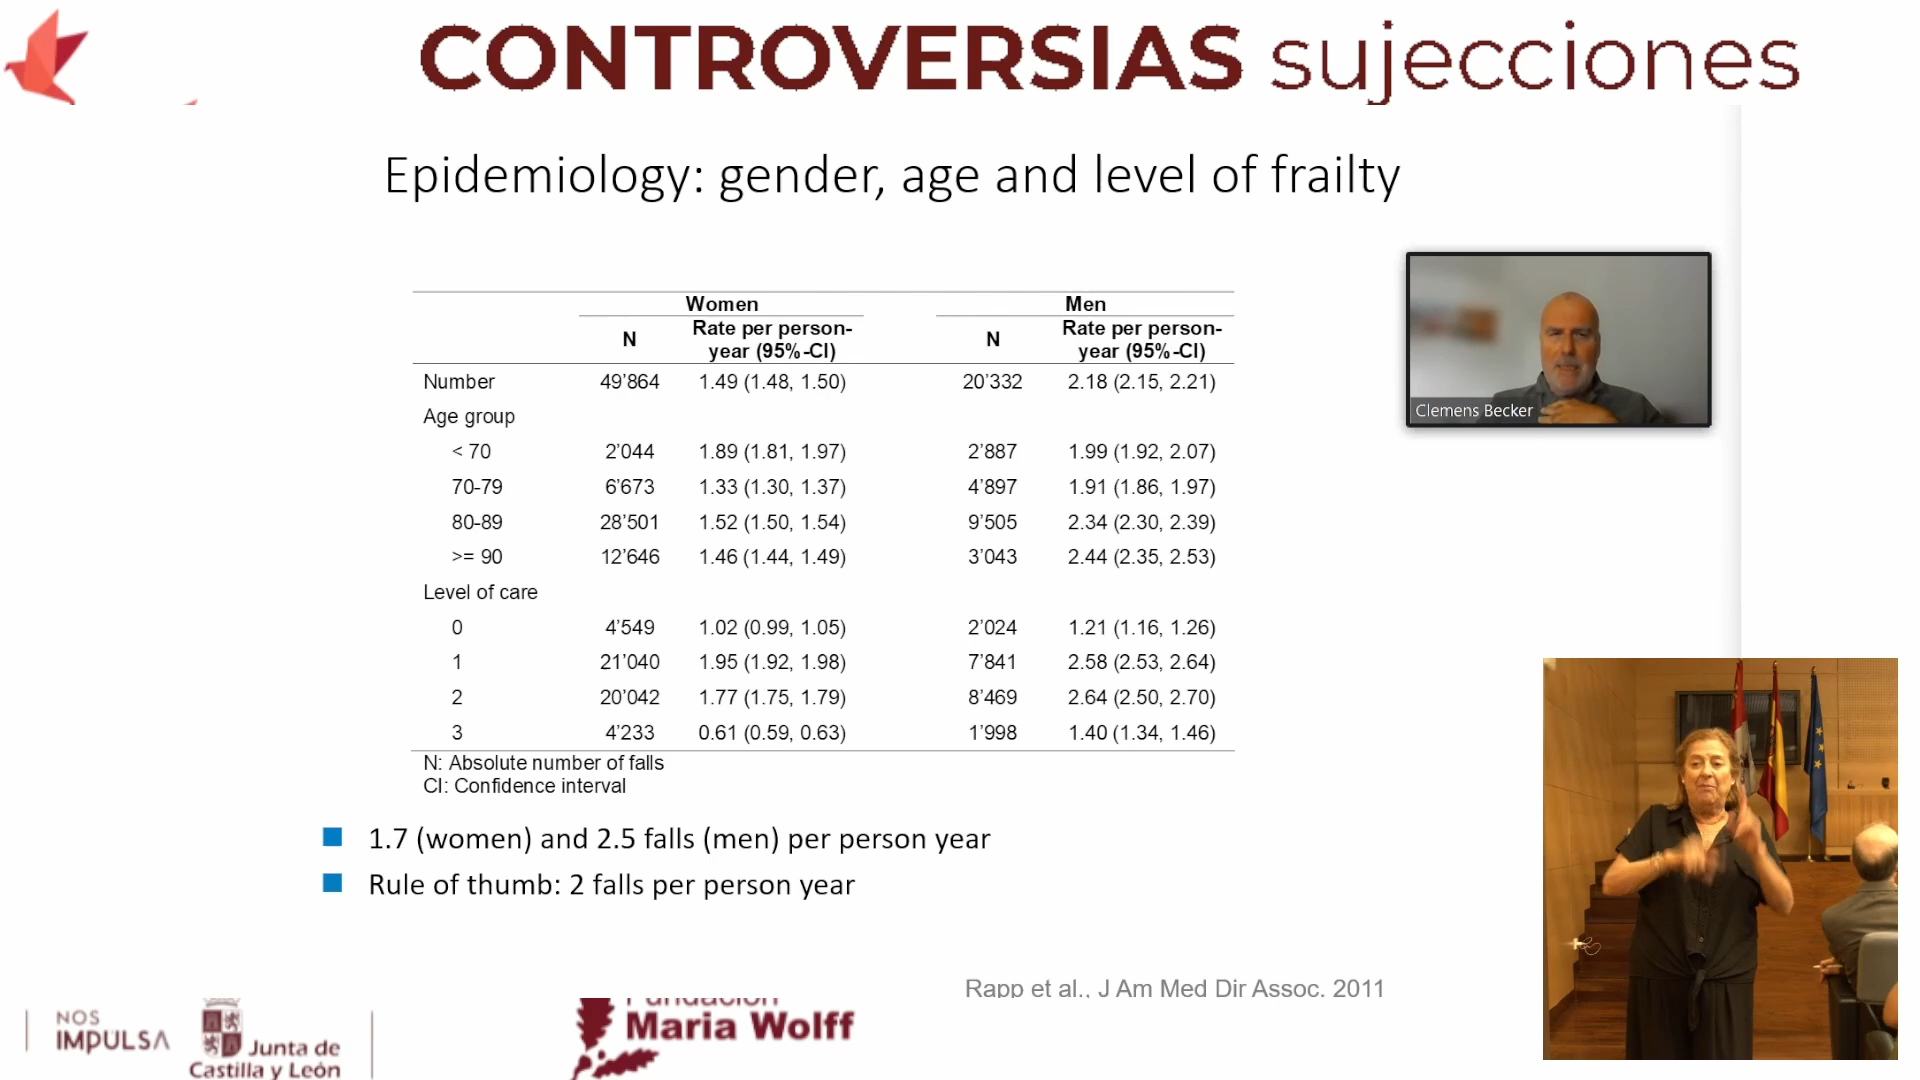 CONTROVERSIAS sujecciones
Epidemiology: gender, age and level of frailty
Women Men
N Rate per person-year (95%-CI) N Rate per person-year (95%-CI)
Number 49’864 1.49 (1.48, 1.50) 20’332 2.18 (2.15, 2.21)
Age group
< 70 2’044 1.89 (1.81, 1.97) 2’887 1.99 (1.92, 2.07)
70-79 6’673 1.33 (1.30, 1.37) 4’897 1.91 (1.86, 1.97)
80-89 28’501 1.52 (1.50, 1.54) 9’505 2.34 (2.30, 2.39)
>= 90 12’646 1.46 (1.44, 1.49) 3’043 2.44 (2.35, 2.53)
Level of care
0 4’549 1.02 (0.99, 1.05) 2’024 1.21 (1.16, 1.26)
1 21’040 1.95 (1.92, 1.98) 7’841 2.58 (2.53, 2.64)
2 20’042 1.77 (1.75, 1.79) 8’469 2.64 (2.50, 2.70)
3 4’233 0.61 (0.59, 0.63) 1’998 1.40 (1.34, 1.46)
N: Absolute number of falls
CI: Confidence interval
Clemens Becker
1.7 (women) and 2.5 falls (men) per person year
Rule of thumb: 2 falls per person year
Rapp et al., J Am Med Dir Assoc. 2011
NOS
IMPULSA
Junta de
Castilla y León
Fundación
Maria Wolff